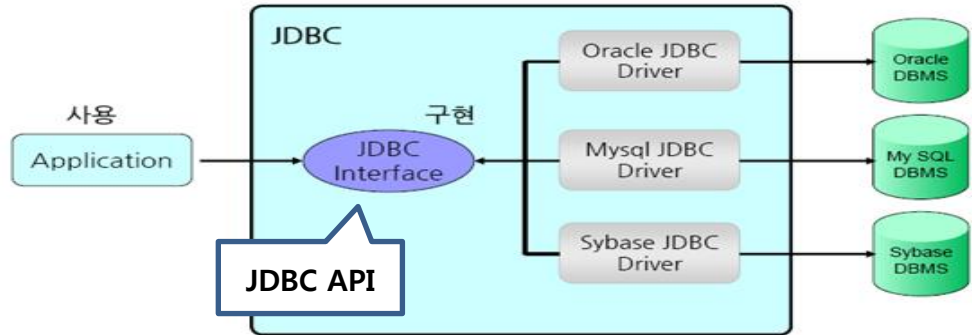 JDBC
사용
Application
구현
JDBC
Interface
JDBC API
Oracle JDBC
Driver
Mysql JDBC
Driver
Sybase JDBC
Driver
Oracle
DBMS
My SQL
DBMS
Sybase
DBMS